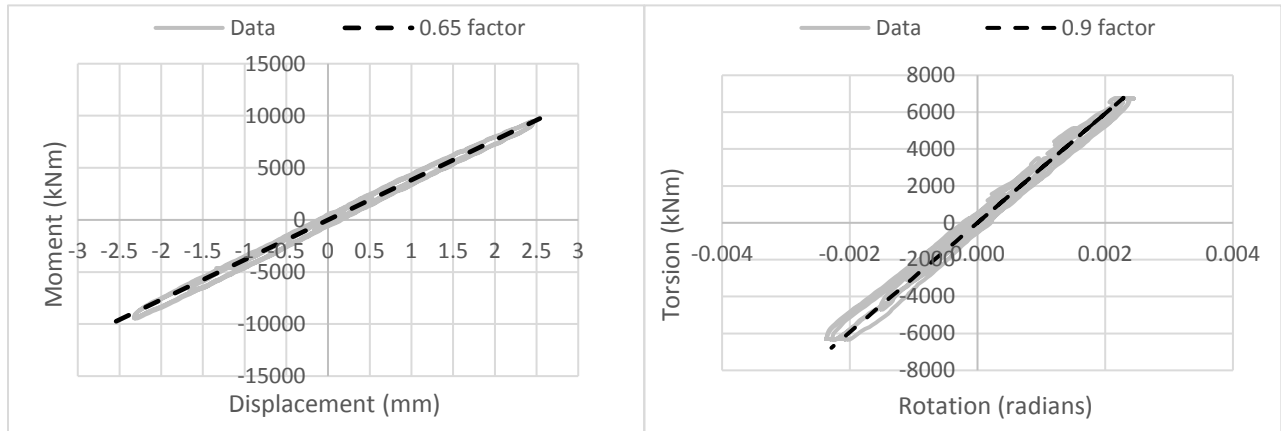 Data 0.65 factor
15000
10000
5000
0
-5000
-10000
-15000
-3 -2.5 -2 -1.5 -1 -0.5 0 0.5 1 1.5 2 2.5 3
Moment (kNm)
Displacement (mm)
Data 0.9 factor
8000
6000
4000
2000
0
-2000
-4000
-6000
-8000
-0.004 -0.002 0.000 0.002 0.004
Torsion (kNm)
Rotation (radians)